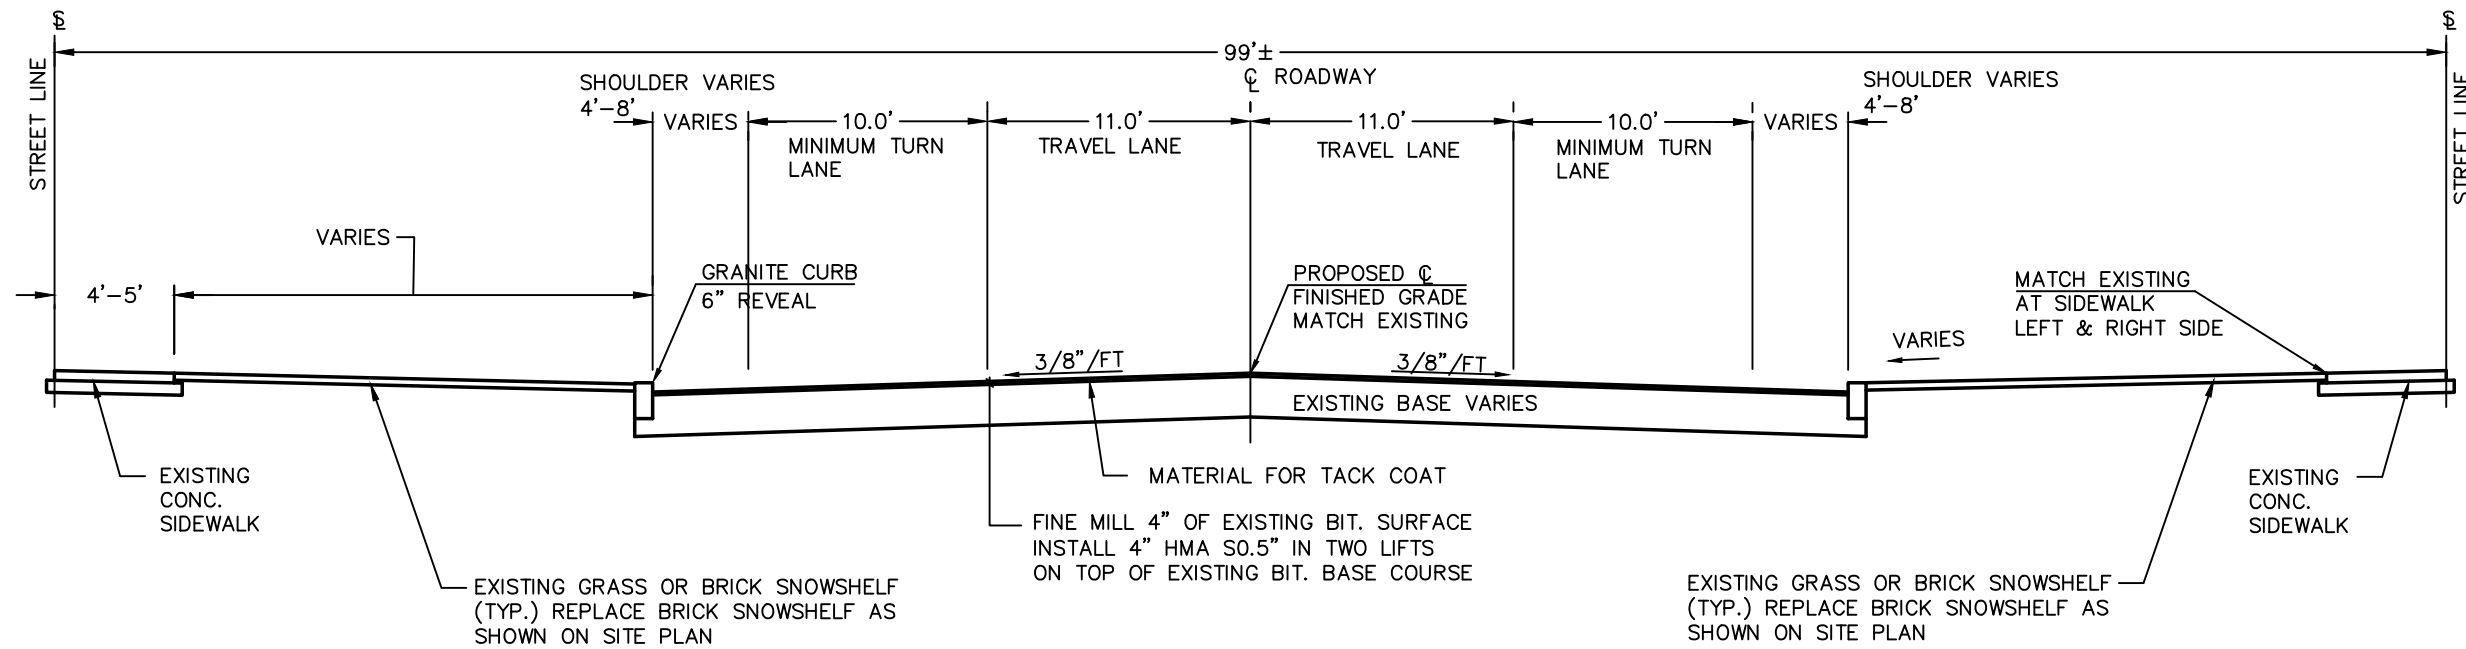 ℄
℄
99'±
℄ ROADWAY
STREET LINE
STREET LINE
SHOULDER VARIES
4'-8'
VARIES
10.0'
MINIMUM TURN
LANE
11.0'
TRAVEL LANE
11.0'
TRAVEL LANE
10.0'
MINIMUM TURN
LANE
VARIES
SHOULDER VARIES
4'-8'
VARIES
4'-5'
GRANITE CURB
6" REVEAL
PROPOSED ℄
FINISHED GRADE
MATCH EXISTING
MATCH EXISTING
AT SIDEWALK
LEFT & RIGHT SIDE
VARIES
3/8"/FT
3/8"/FT
EXISTING BASE VARIES
EXISTING
CONC.
SIDEWALK
MATERIAL FOR TACK COAT
EXISTING
CONC.
SIDEWALK
FINE MILL 4" OF EXISTING BIT. SURFACE
INSTALL 4" HMA S0.5" IN TWO LIFTS
ON TOP OF EXISTING BIT. BASE COURSE
EXISTING GRASS OR BRICK SNOWSHELF
(TYP.) REPLACE BRICK SNOWSHELF AS
SHOWN ON SITE PLAN
EXISTING GRASS OR BRICK SNOWSHELF
(TYP.) REPLACE BRICK SNOWSHELF AS
SHOWN ON SITE PLAN